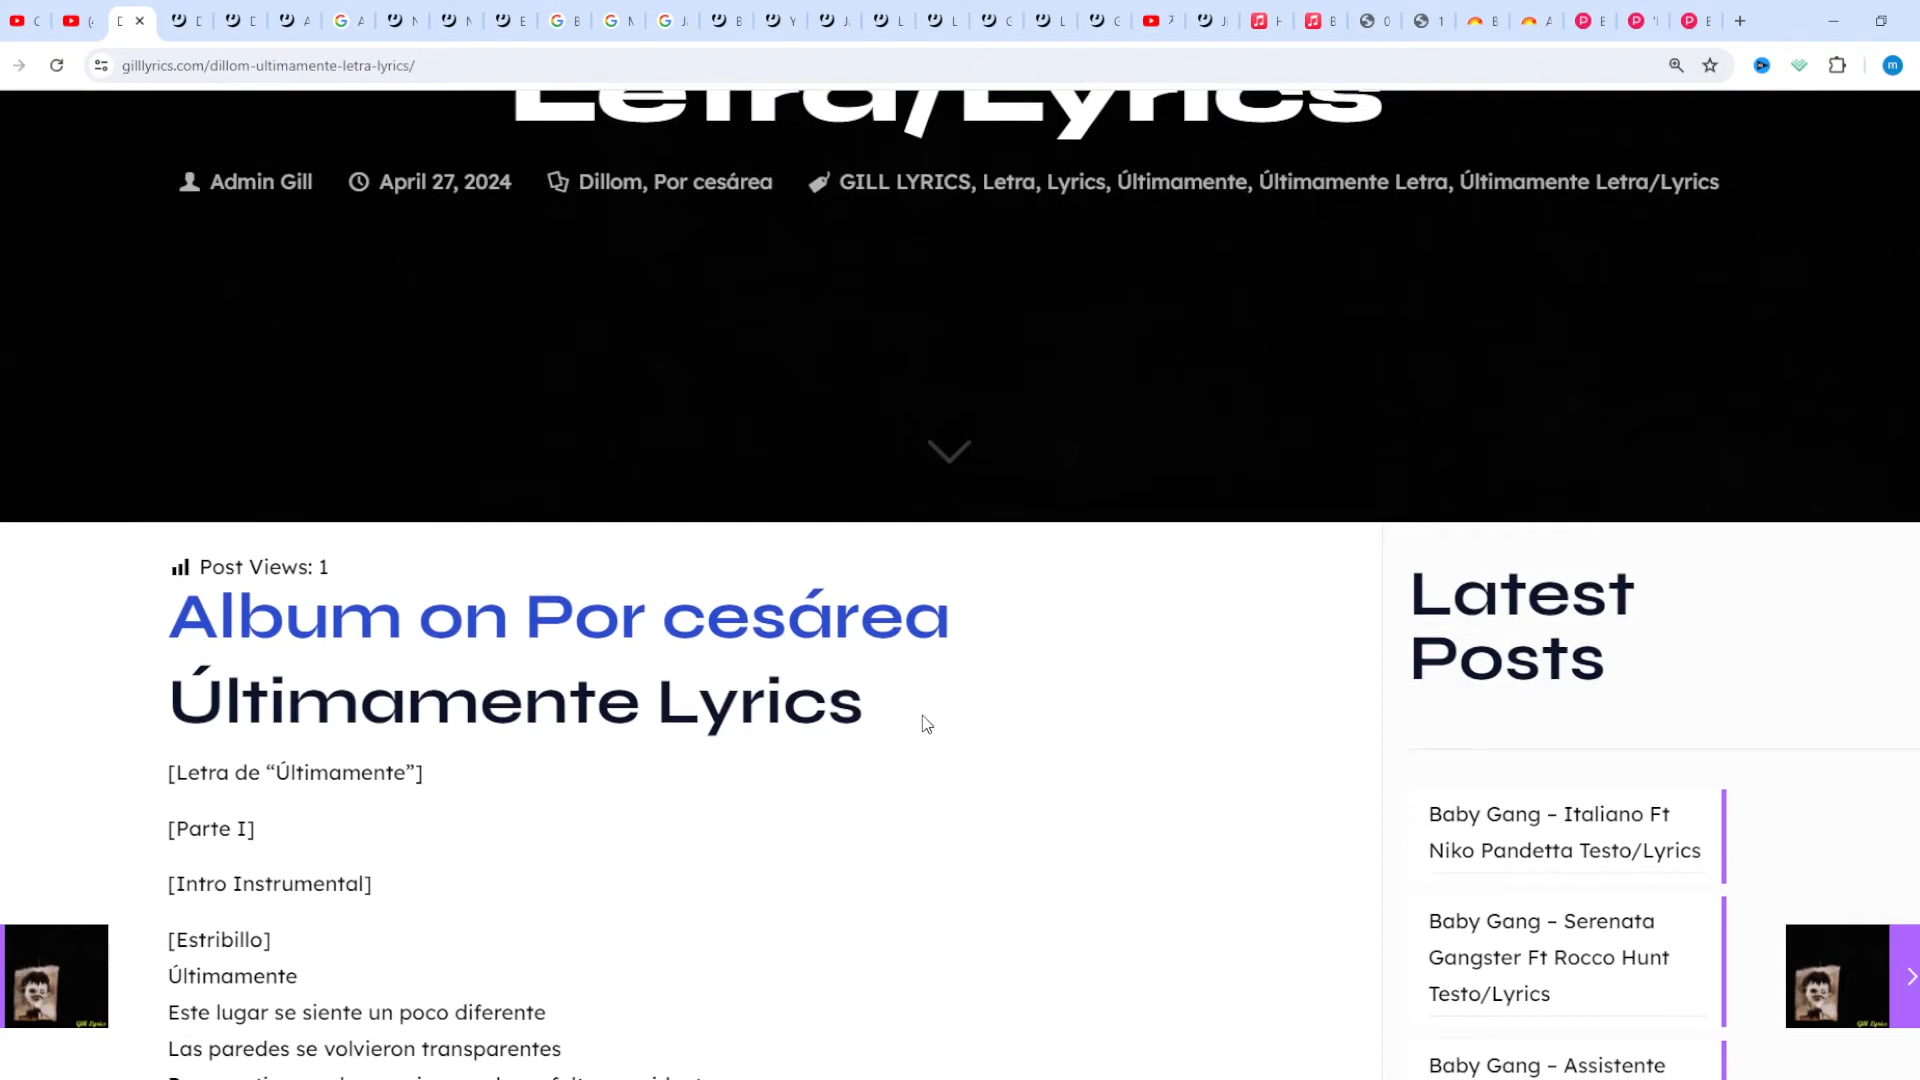 gilllyrics.com/dillom-ultimamente-letra-lyrics/
m
Letra/Lyrics
Admin Gill April 27, 2024 Dillom, Por cesárea GILL LYRICS, Letra, Lyrics, Últimamente, Últimamente Letra, Últimamente Letra/Lyrics
Post Views: 1
Album on Por cesárea
Últimamente Lyrics
[Letra de “Últimamente”]
[Parte I]
[Intro Instrumental]
[Estribillo]
Últimamente
Este lugar se siente un poco diferente
Las paredes se volvieron transparentes
Latest
Posts
Baby Gang – Italiano Ft
Niko Pandetta Testo/Lyrics
Baby Gang – Serenata
Gangster Ft Rocco Hunt
Testo/Lyrics
Baby Gang – Assistente
Gill Lyrics
Gill Lyrics